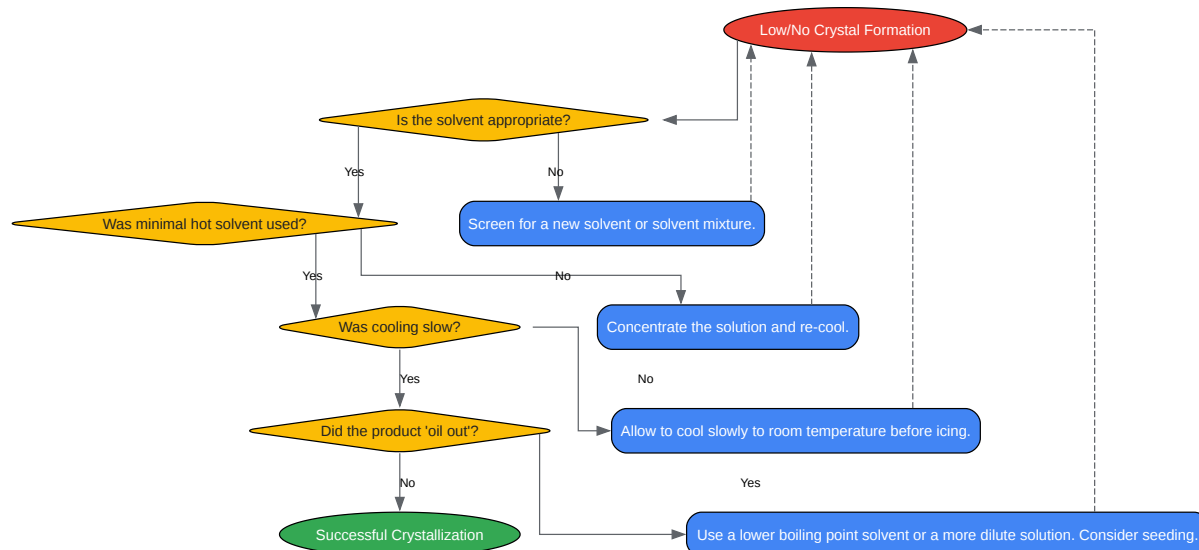 Low/No Crystal Formation
Is the solvent appropriate?
Yes
No
Was minimal hot solvent used?
Screen for a new solvent or solvent mixture.
Yes
No
Was cooling slow?
Concentrate the solution and re-cool.
Yes
No
Did the product 'oil out'?
Allow to cool slowly to room temperature before icing.
No
Yes
Successful Crystallization
Use a lower boiling point solvent or a more dilute solution. Consider seeding.